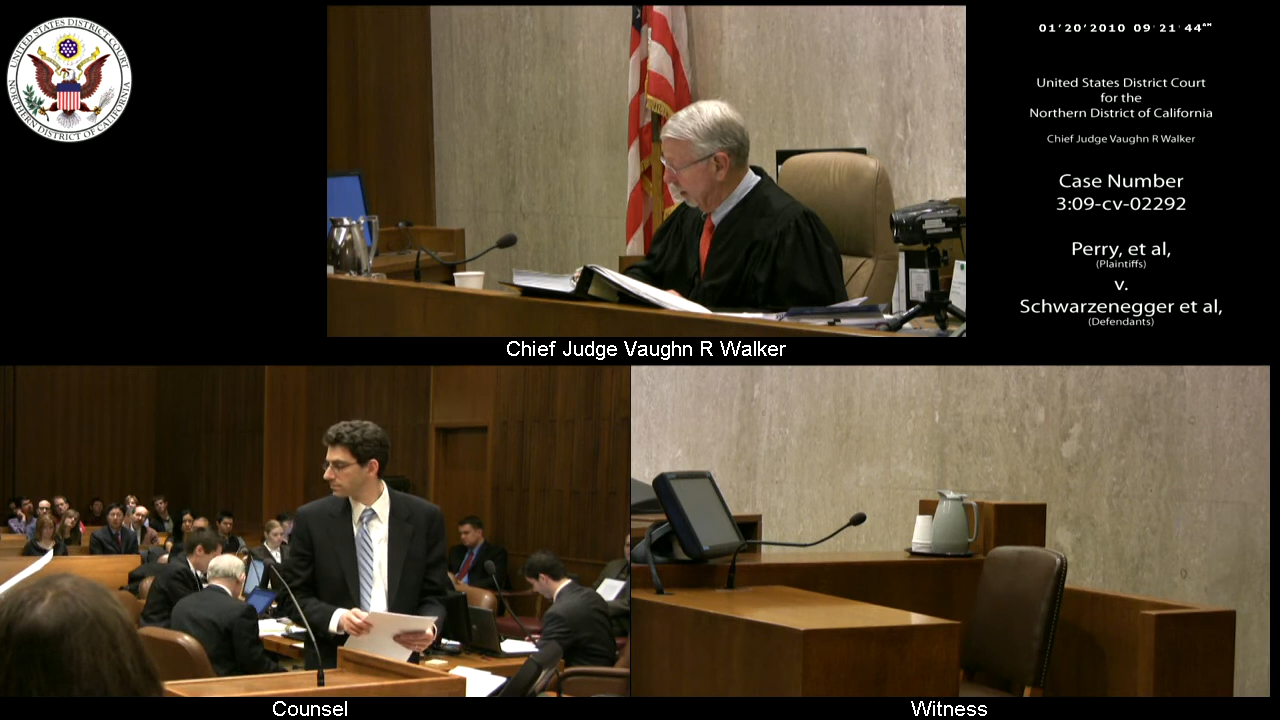 UNITED STATES DISTRICT COURT
NORTHERN DISTRICT OF CALIFORNIA
01'20'2010 09:21:44 AM
United States District Court
for the
Northern District of California
Chief Judge Vaughn R Walker
Case Number
3:09-cv-02292
Perry, et al,
(Plaintiffs)
v.
Schwarzenegger et al,
(Defendants)
Chief Judge Vaughn R Walker
Counsel
Witness